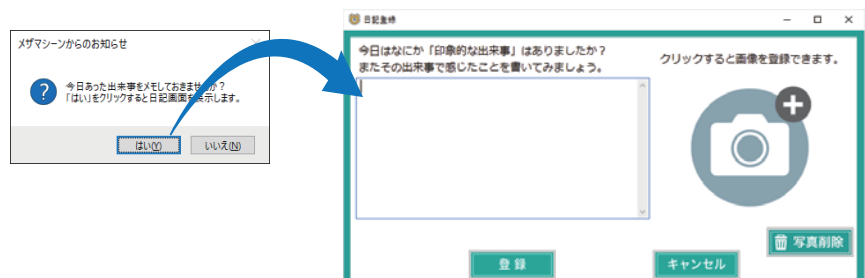 メザマシーンからのお知らせ
今日あった出来事をメモしておきませんか？
「はい」をクリックすると日記画面を表示します。
はい(Y)
いいえ(N)
日記登録
今日はなにか「印象的な出来事」はありましたか？
またその出来事で感じたことを書いてみましょう。
クリックすると画像を登録できます。
写真削除
登録
キャンセル